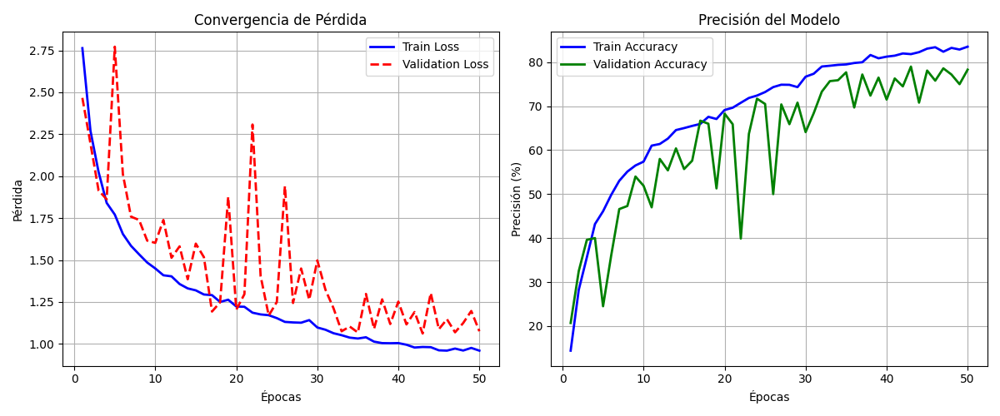 Convergencia de Pérdida
Train Loss
Validation Loss
2.75
2.50
2.25
2.00
1.75
1.50
1.25
1.00
Pérdida
0 10 20 30 40 50
Épocas
Precisión del Modelo
Train Accuracy
Validation Accuracy
80
70
60
50
40
30
20
Precisión (%)
0 10 20 30 40 50
Épocas